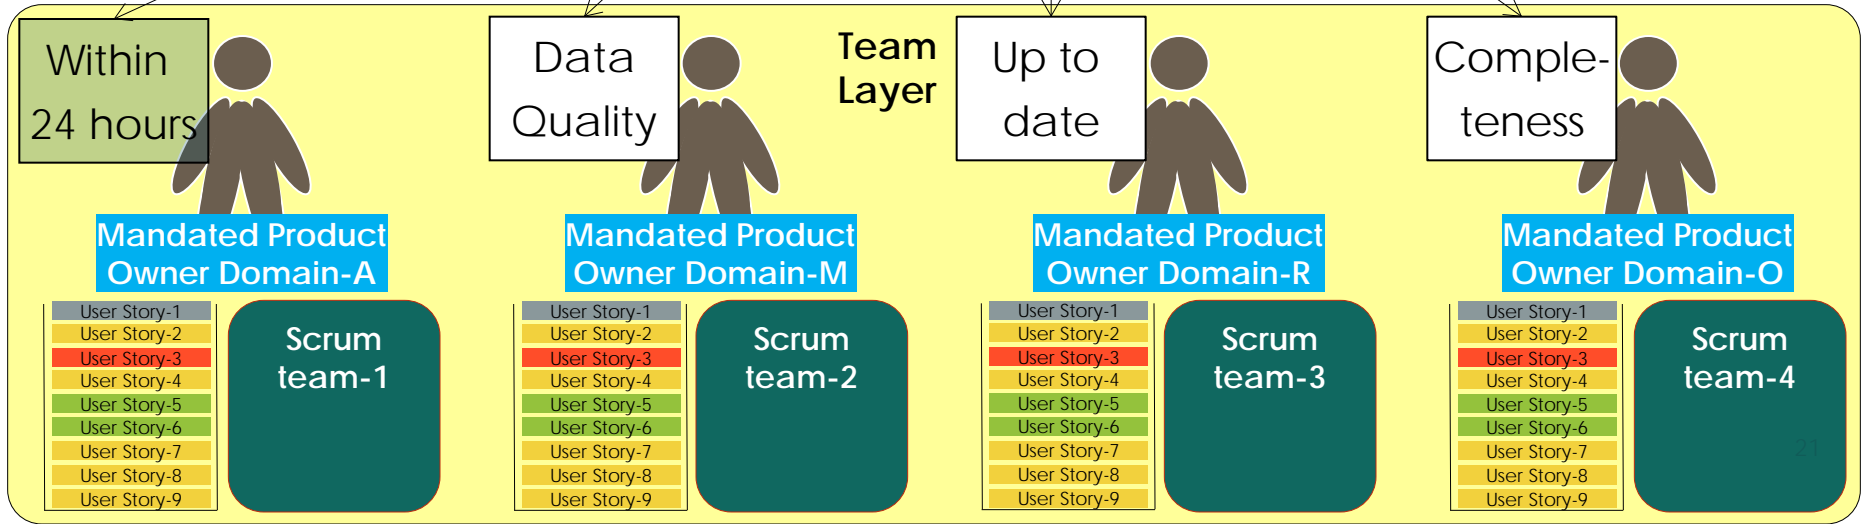 Within
24 hours
Data
Quality
Team
Layer
Up to
date
Comple-
teness
Mandated Product
Owner Domain-A
Mandated Product
Owner Domain-M
Mandated Product
Owner Domain-R
Mandated Product
Owner Domain-O
User Story-1
User Story-2
User Story-3
User Story-4
User Story-5
User Story-6
User Story-7
User Story-8
User Story-9
Scrum
team-1
User Story-1
User Story-2
User Story-3
User Story-4
User Story-5
User Story-6
User Story-7
User Story-8
User Story-9
Scrum
team-2
User Story-1
User Story-2
User Story-3
User Story-4
User Story-5
User Story-6
User Story-7
User Story-8
User Story-9
Scrum
team-3
User Story-1
User Story-2
User Story-3
User Story-4
User Story-5
User Story-6
User Story-7
User Story-8
User Story-9
Scrum
team-4
21